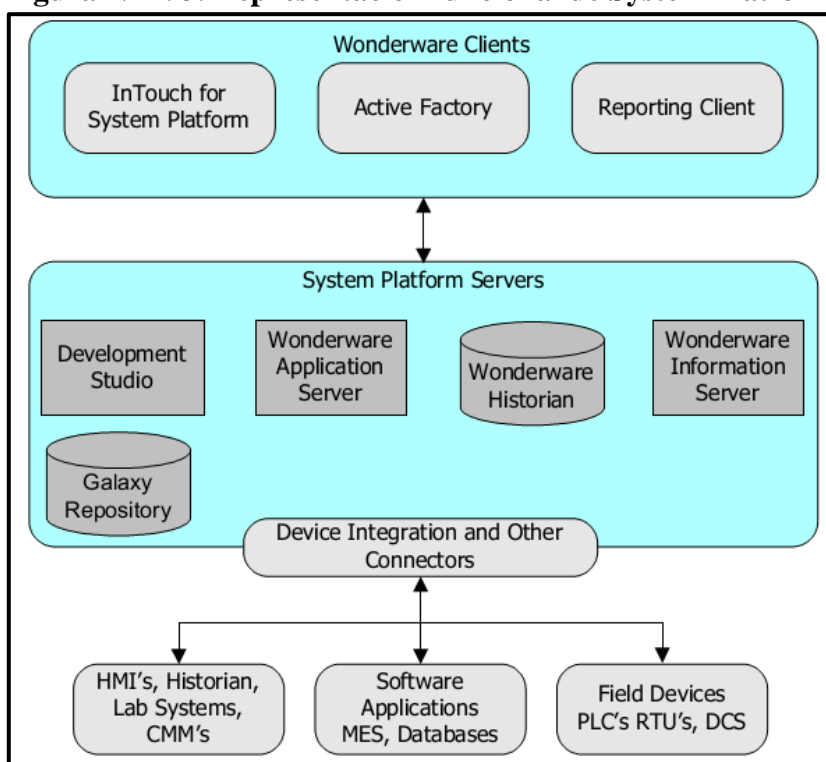 Wonderware Clients
InTouch for
System Platform
Active Factory
Reporting Client
System Platform Servers
Development
Studio
Wonderware
Application
Server
Wonderware
Historian
Wonderware
Information
Server
Galaxy
Repository
Device Integration and Other
Connectors
HMI's, Historian,
Lab Systems,
CMM's
Software
Applications
MES, Databases
Field Devices
PLC's RTU's, DCS